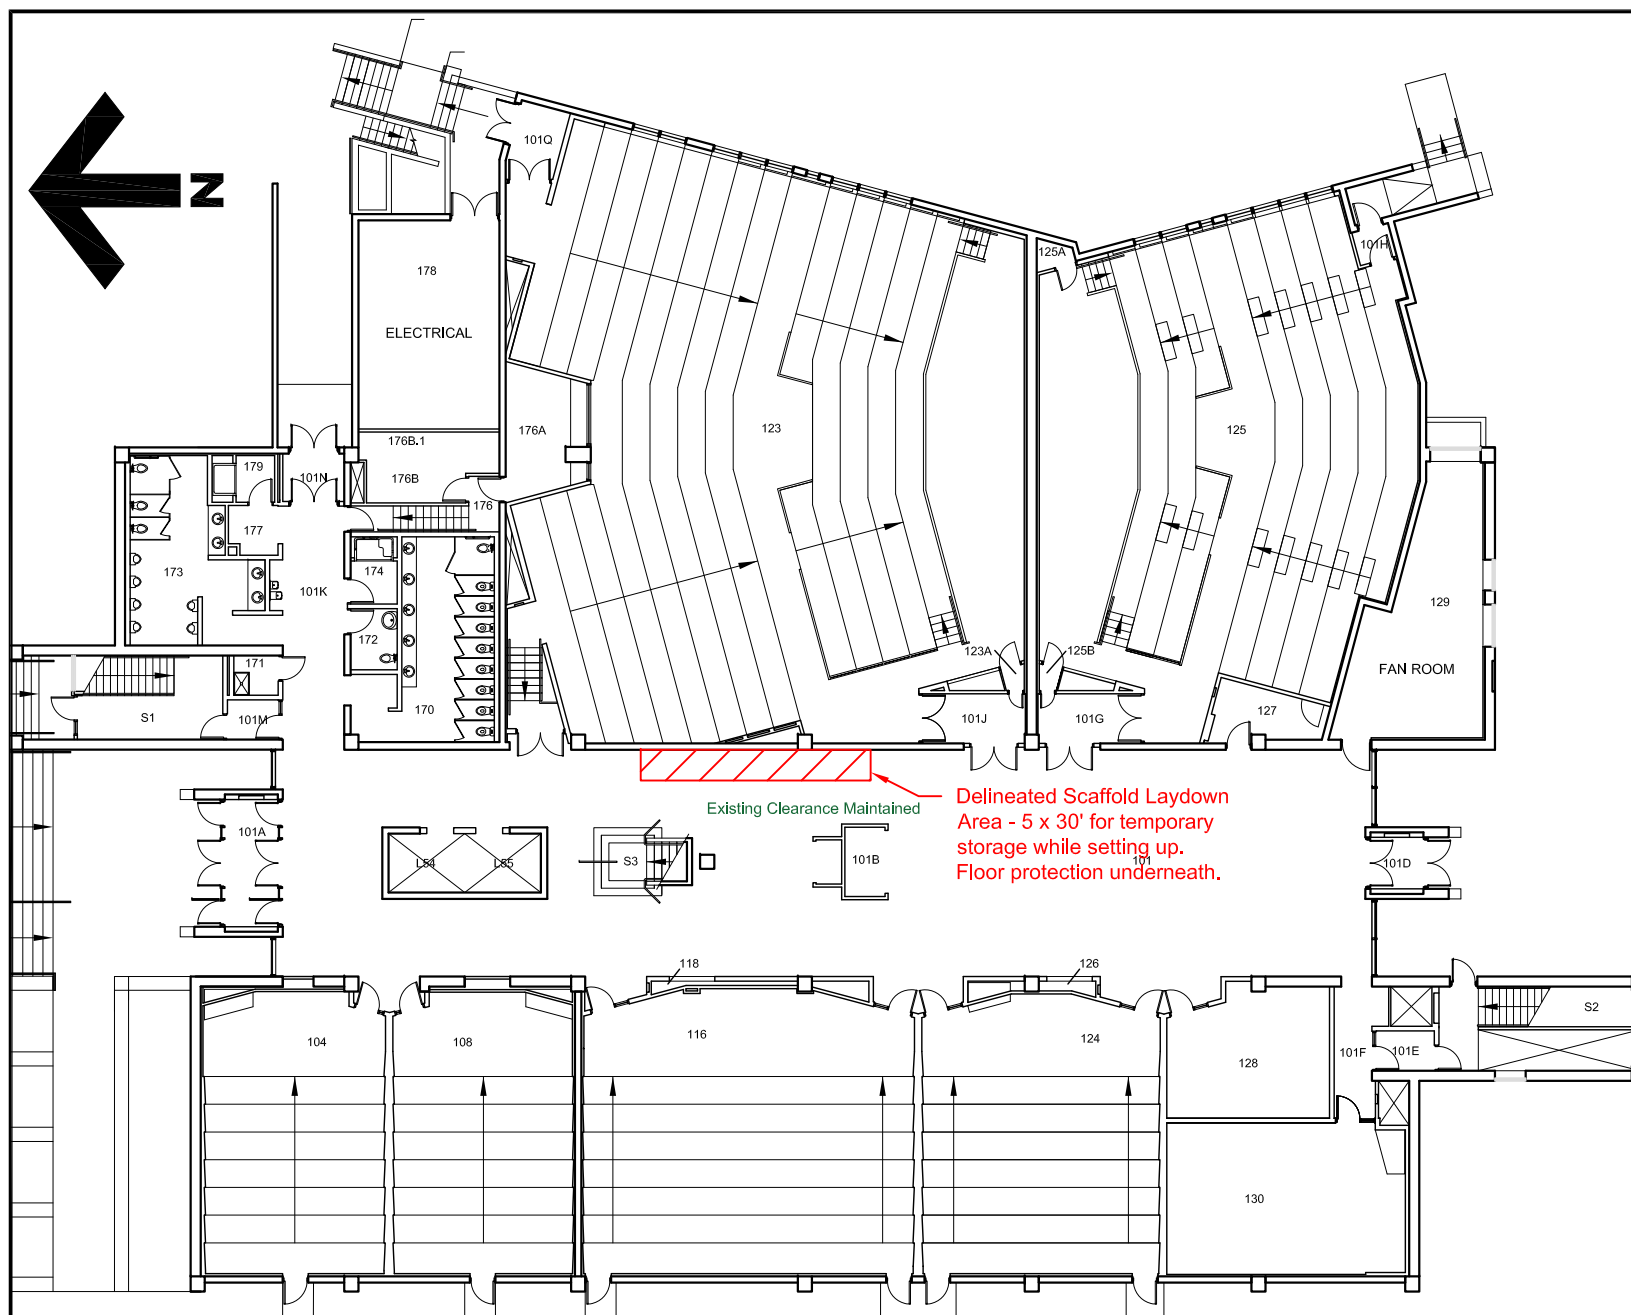 101Q
N
178
ELECTRICAL
125A
101H
176B.1
176A
123
125
179
101N
176B
176
177
173
174
101K
172
129
FAN ROOM
171
123A
125B
S1
101M
170
101J
101G
127
Existing Clearance Maintained
Delineated Scaffold Laydown
Area - 5 x 30' for temporary
storage while setting up.
Floor protection underneath.
101A
L54
L55
S3
101B
101
101D
118
126
104
108
116
124
128
101F
101E
S2
130